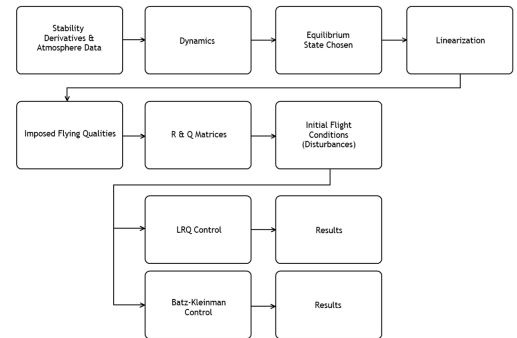 Stability
Derivatives &
Atmosphere Data
Dynamics
Equilibrium
State Chosen
Linearization
Imposed Flying Qualities
R & Q Matrices
Initial Flight
Conditions
(Disturbances)
LRQ Control
Results
Batz-Kleinman
Control
Results